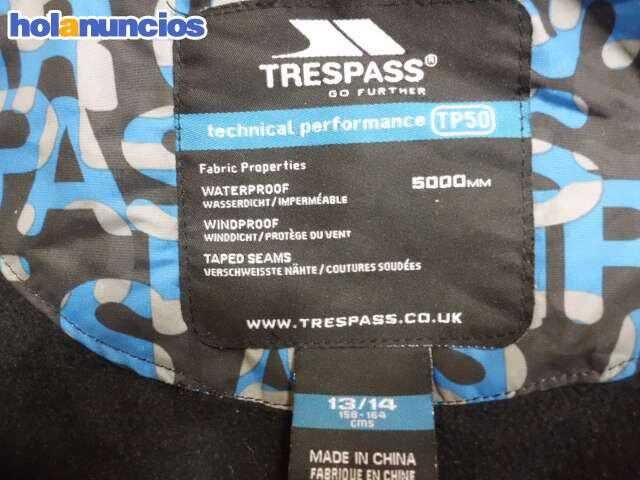 holanuncios
TRESPASS®
GO FURTHER
technical performance TP50
Fabric Properties
WATERPROOF 5000MM
WASSERDICHT/IMPERMÉABLE
WINDPROOF
WINDDICHT/PROTÈGE DU VENT
TAPED SEAMS
VERSCHWEISSTE NÄHTE/COUTURES SOUDÉES
WWW.TRESPASS.CO.UK
13/14
158-164
cms
MADE IN CHINA
FABRIQUE EN CHINE